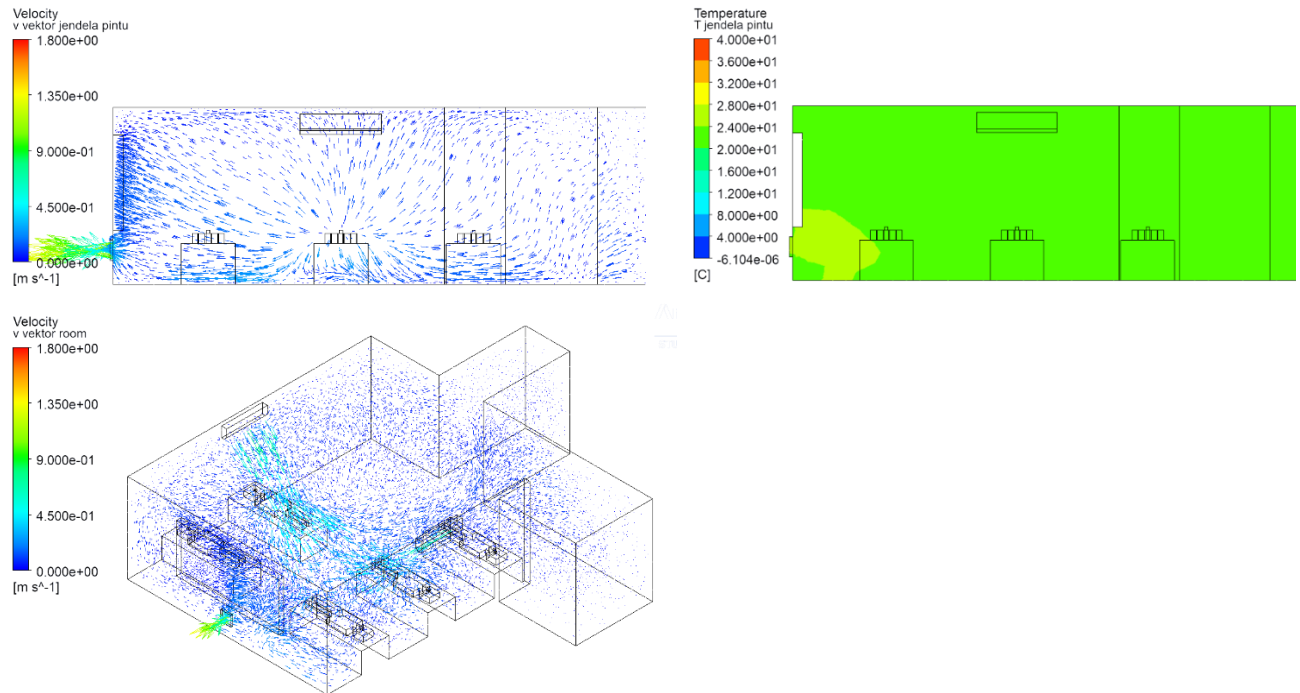 Velocity
v vektor jendela pintu
1.800e+00
1.350e+00
9.000e-01
4.500e-01
0.000e+00
[m s^-1]
Temperature
T jendela pintu
4.000e+01
3.600e+01
3.200e+01
2.800e+01
2.400e+01
2.000e+01
1.600e+01
1.200e+01
8.000e+00
4.000e+00
-6.104e-06
[C]
Velocity
v vektor room
1.800e+00
1.350e+00
9.000e-01
4.500e-01
0.000e+00
[m s^-1]